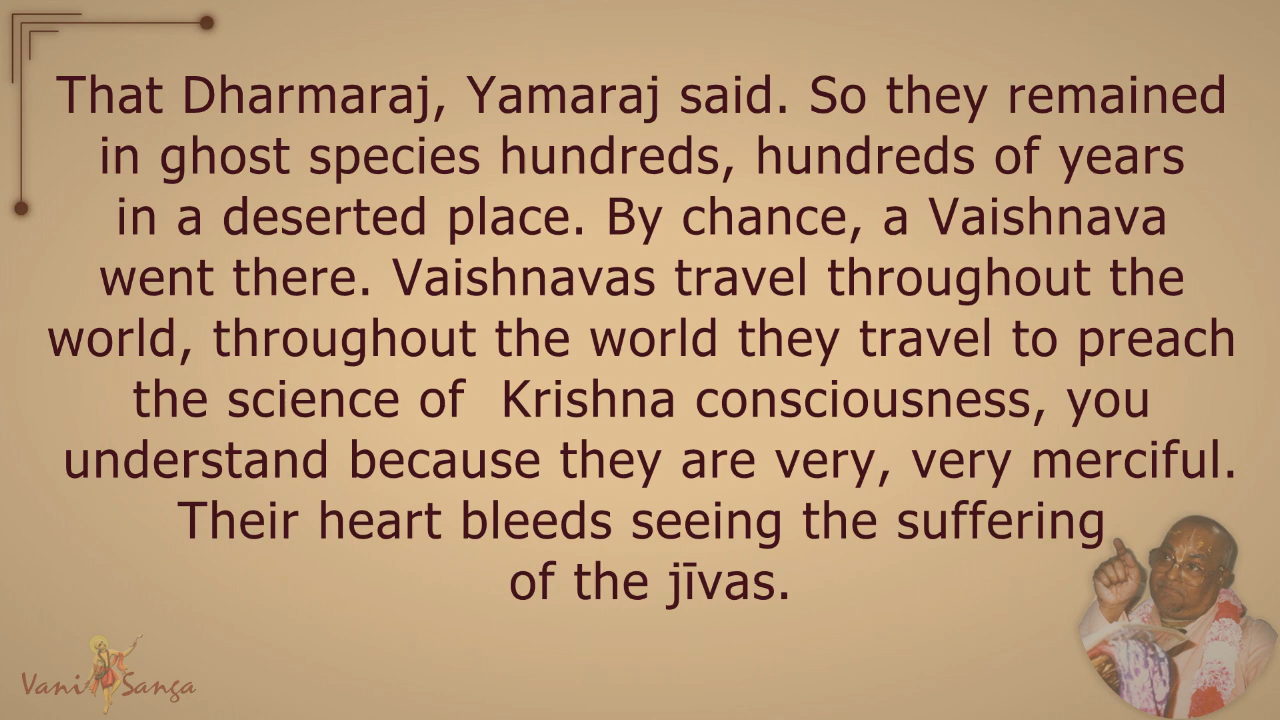 That Dharmaraj, Yamaraj said. So they remained
in ghost species hundreds, hundreds of years
in a deserted place. By chance, a Vaishnava
went there. Vaishnavas travel throughout the
world, throughout the world they travel to preach
the science of  Krishna consciousness, you
understand because they are very, very merciful.
Their heart bleeds seeing the suffering
of the jīvas.
Vani Sanga